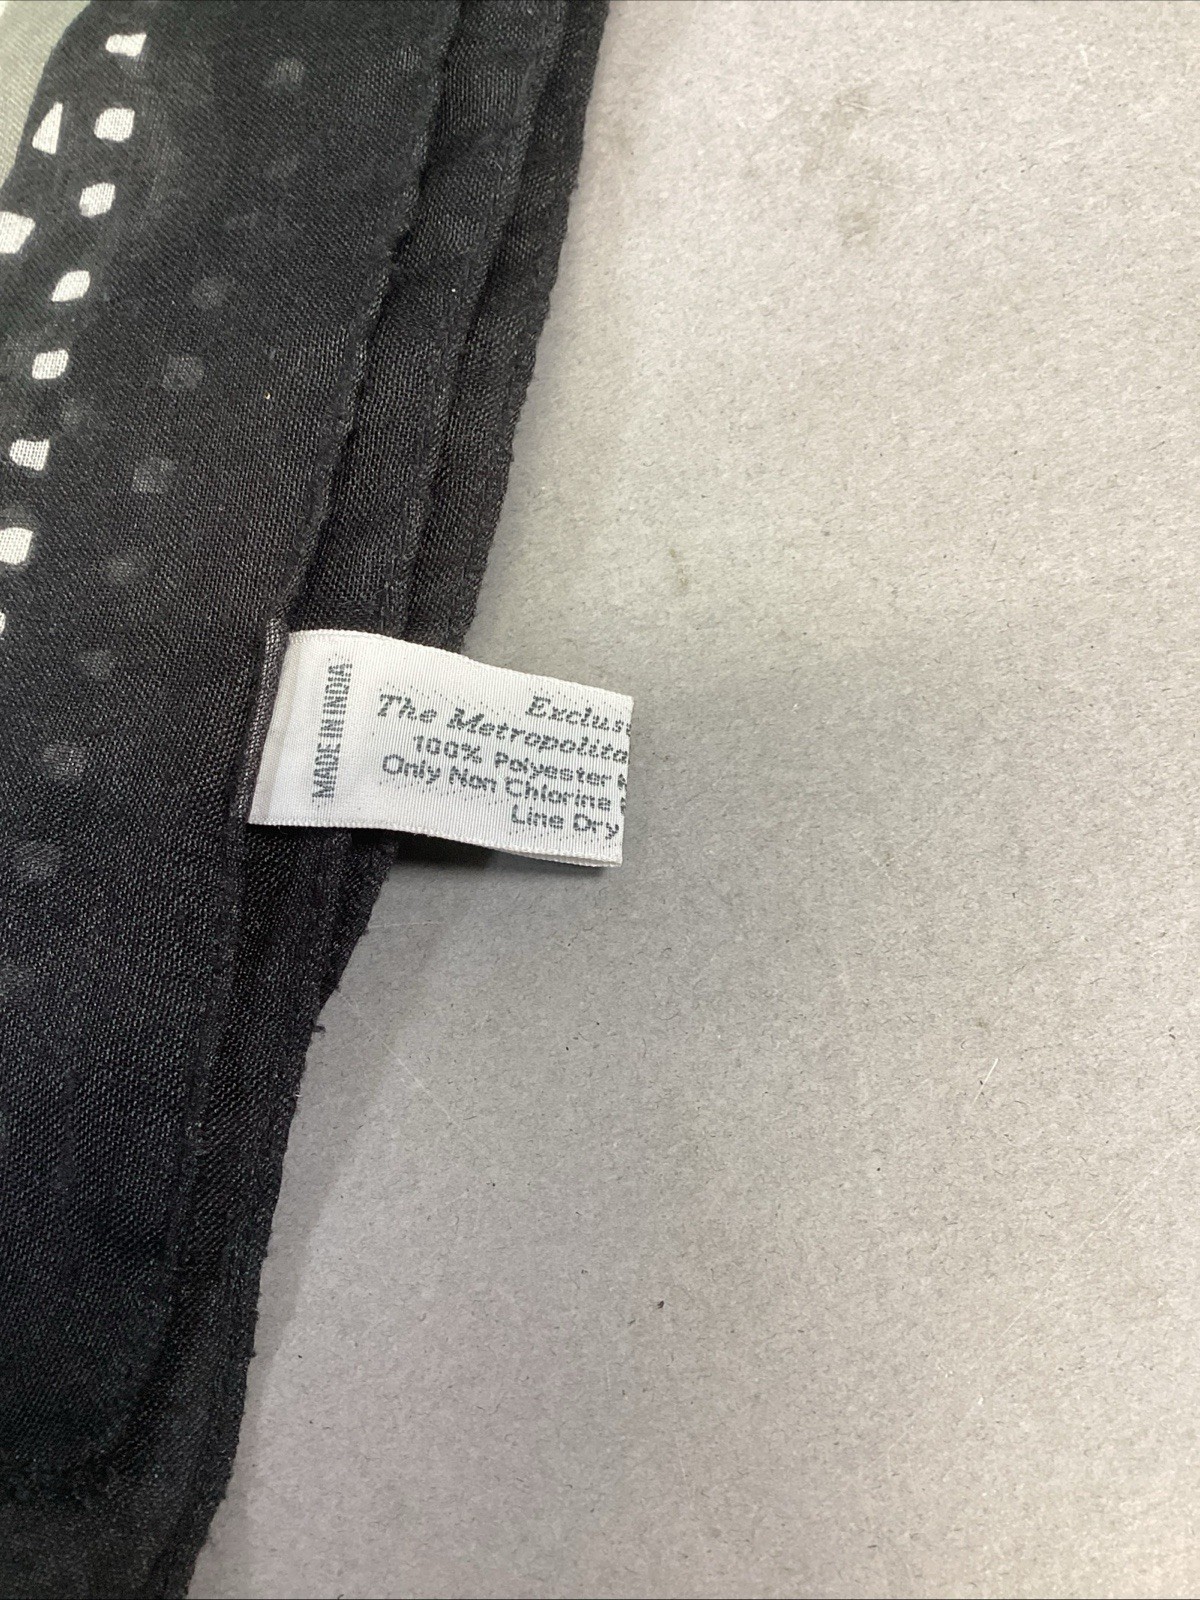 MADE IN INDIA
Exclus
The Metropolita
100% Polyester
Only Non Chlorine
Line Dry